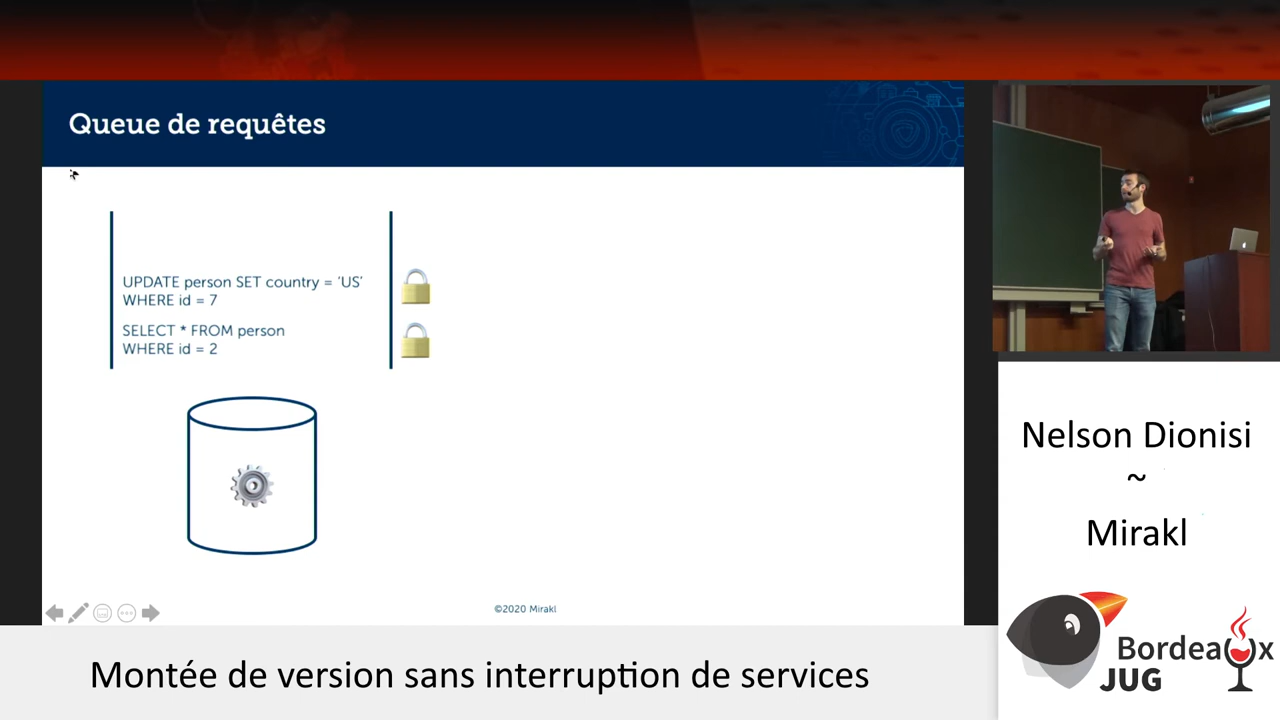 Queue de requêtes
UPDATE person SET country = ‘US’
WHERE id = 7
SELECT * FROM person
WHERE id = 2
©2020 Mirakl
Nelson Dionisi
~
Mirakl
Bordeaux
JUG
Montée de version sans interruption de services